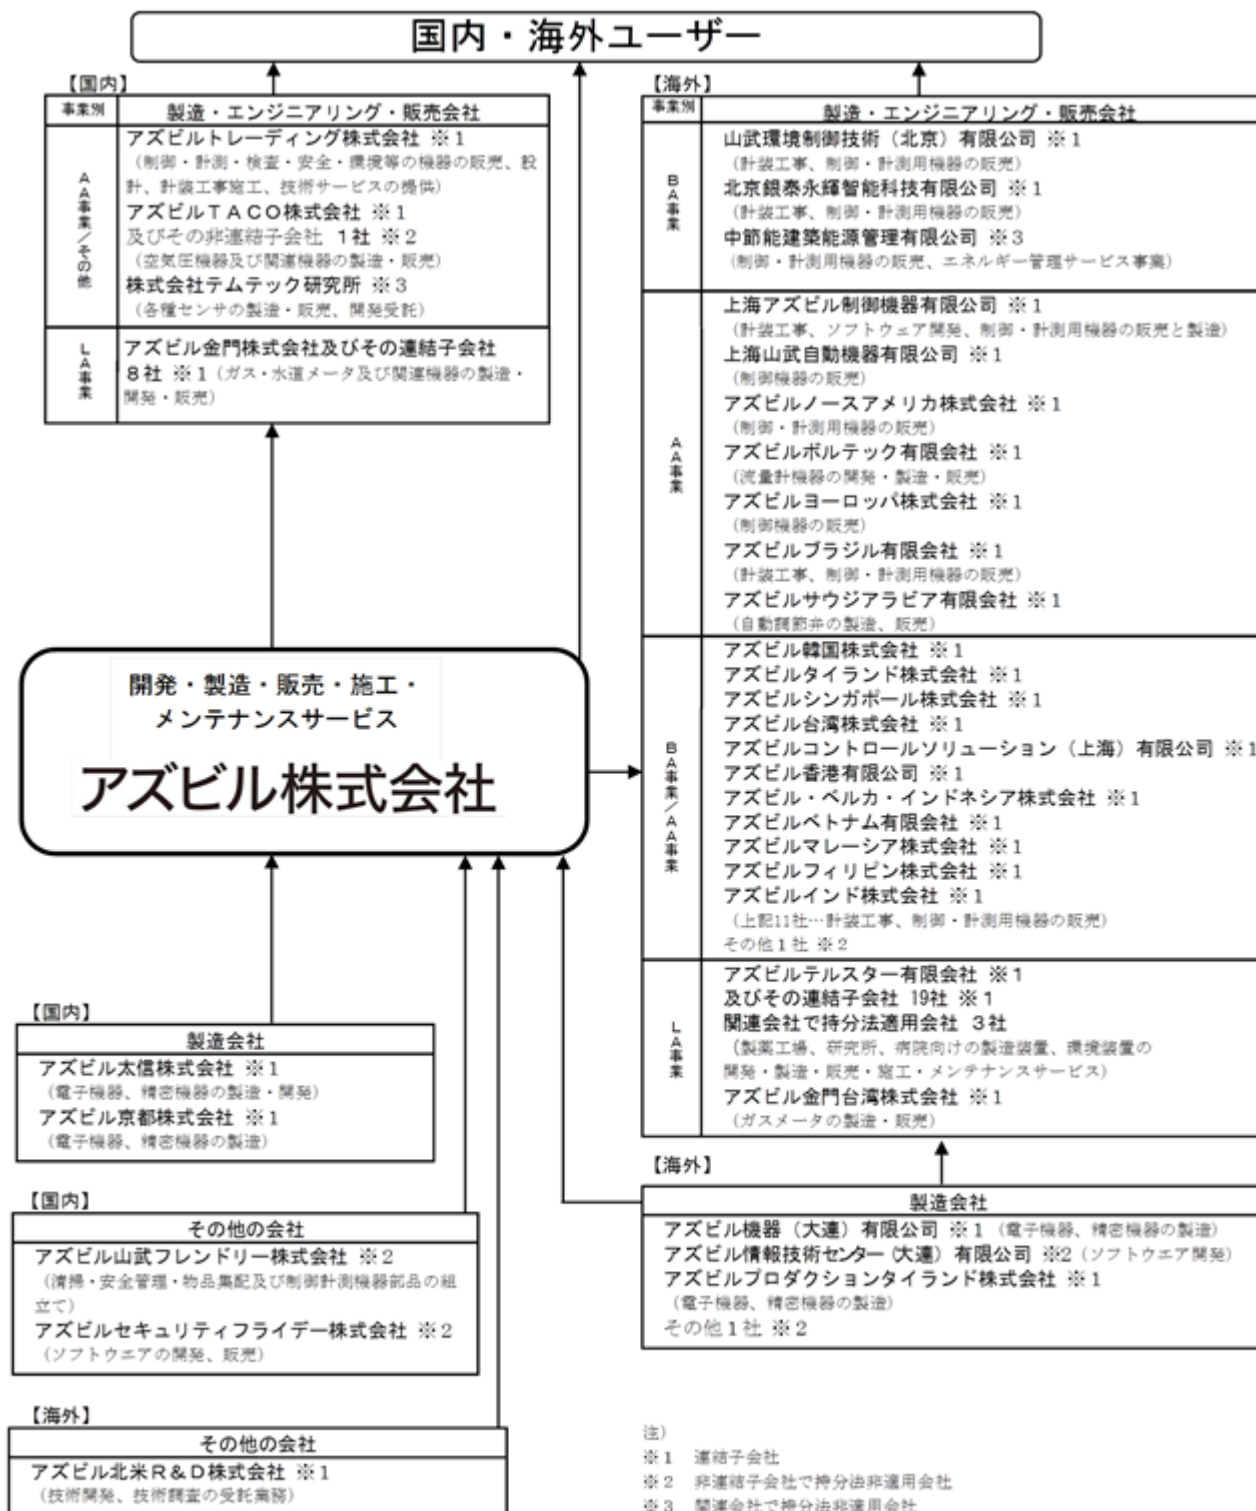 国内・海外ユーザー
【国内】
事業別
製造・エンジニアリング・販売会社
AA事業/その他
アズビルトレーディング株式会社 ※1
(制御・計測・検査・安全・環境等の機器の販売、設
計、計装工事施工、技術サービスの提供)
アズビルTACO株式会社 ※1
及びその非連結子会社 1社 ※2
(空気圧機器及び関連機器の製造・販売)
株式会社テムテック研究所 ※3
(各種センサの製造・販売、開発受託)
LA事業
アズビル金門株式会社及びその連結子会社
8社 ※1(ガス・水道メータ及び関連機器の製造・
開発・販売)
【海外】
事業別
製造・エンジニアリング・販売会社
BA事業
山武環境制御技術(北京)有限公司 ※1
(計装工事、制御・計測用機器の販売)
北京銀泰永輝智能科技有限公司 ※1
(計装工事、制御・計測用機器の販売)
中節能建築能源管理有限公司 ※3
(制御・計測用機器の販売、エネルギー管理サービス事業)
AA事業
上海アズビル制御機器有限公司 ※1
(計装工事、ソフトウェア開発、制御・計測用機器の販売と製造)
上海山武自動機器有限公司 ※1
(制御機器の販売)
アズビルノースアメリカ株式会社 ※1
(制御・計測用機器の販売)
アズビルボルテック有限会社 ※1
(流量計機器の開発・製造・販売)
アズビルヨーロッパ株式会社 ※1
(制御機器の販売)
アズビルブラジル有限会社 ※1
(計装工事、制御・計測用機器の販売)
アズビルサウジアラビア有限会社 ※1
(自動調節弁の製造、販売)
BA事業/AA事業
アズビル韓国株式会社 ※1
アズビルタイランド株式会社 ※1
アズビルシンガポール株式会社 ※1
アズビル台湾株式会社 ※1
アズビルコントロールソリューション(上海)有限公司 ※1
アズビル香港有限公司 ※1
アズビル・ベルカ・インドネシア株式会社 ※1
アズビルベトナム有限会社 ※1
アズビルマレーシア株式会社 ※1
アズビルフィリピン株式会社 ※1
アズビルインド株式会社 ※1
(上記11社…計装工事、制御・計測用機器の販売)
その他1社 ※2
LA事業
アズビルテルスター有限会社 ※1
及びその連結子会社 19社 ※1
関連会社で持分法適用会社 3社
(製薬工場、研究所、病院向けの製造装置、環境装置の
開発・製造・販売・施工・メンテナンスサービス)
アズビル金門台湾株式会社 ※1
(ガスメータの製造・販売)
開発・製造・販売・施工・
メンテナンスサービス
アズビル株式会社
【国内】
製造会社
アズビル太信株式会社 ※1
(電子機器、精密機器の製造・開発)
アズビル京都株式会社 ※1
(電子機器、精密機器の製造)
【国内】
その他の会社
アズビル山武フレンドリー株式会社 ※2
(清掃・安全管理・物品集配及び制御計測機器部品の組
立て)
アズビルセキュリティフライデー株式会社 ※2
(ソフトウエアの開発、販売)
【海外】
その他の会社
アズビル北米R&D株式会社 ※1
(技術開発、技術調査の受託業務)
【海外】
製造会社
アズビル機器(大連)有限公司 ※1(電子機器、精密機器の製造)
アズビル情報技術センター(大連)有限公司 ※2(ソフトウエア開発)
アズビルプロダクションタイランド株式会社 ※1
(電子機器、精密機器の製造)
その他1社 ※2
注)
※1 連結子会社
※2 非連結子会社で持分法非適用会社
※3 関連会社で持分法非適用会社